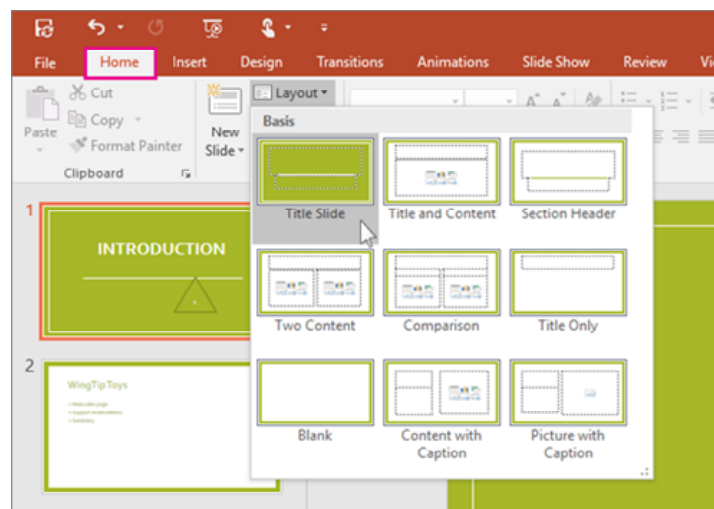 File Home Insert Design Transitions Animations Slide Show Review Vi
Cut
Copy
Format Painter
Paste
Clipboard
New
Slide
Layout
Basis
Title Slide
Title and Content
Section Header
Two Content
Comparison
Title Only
Blank
Content with
Caption
Picture with
Caption
1
INTRODUCTION
2
WingTip Toys
Summary